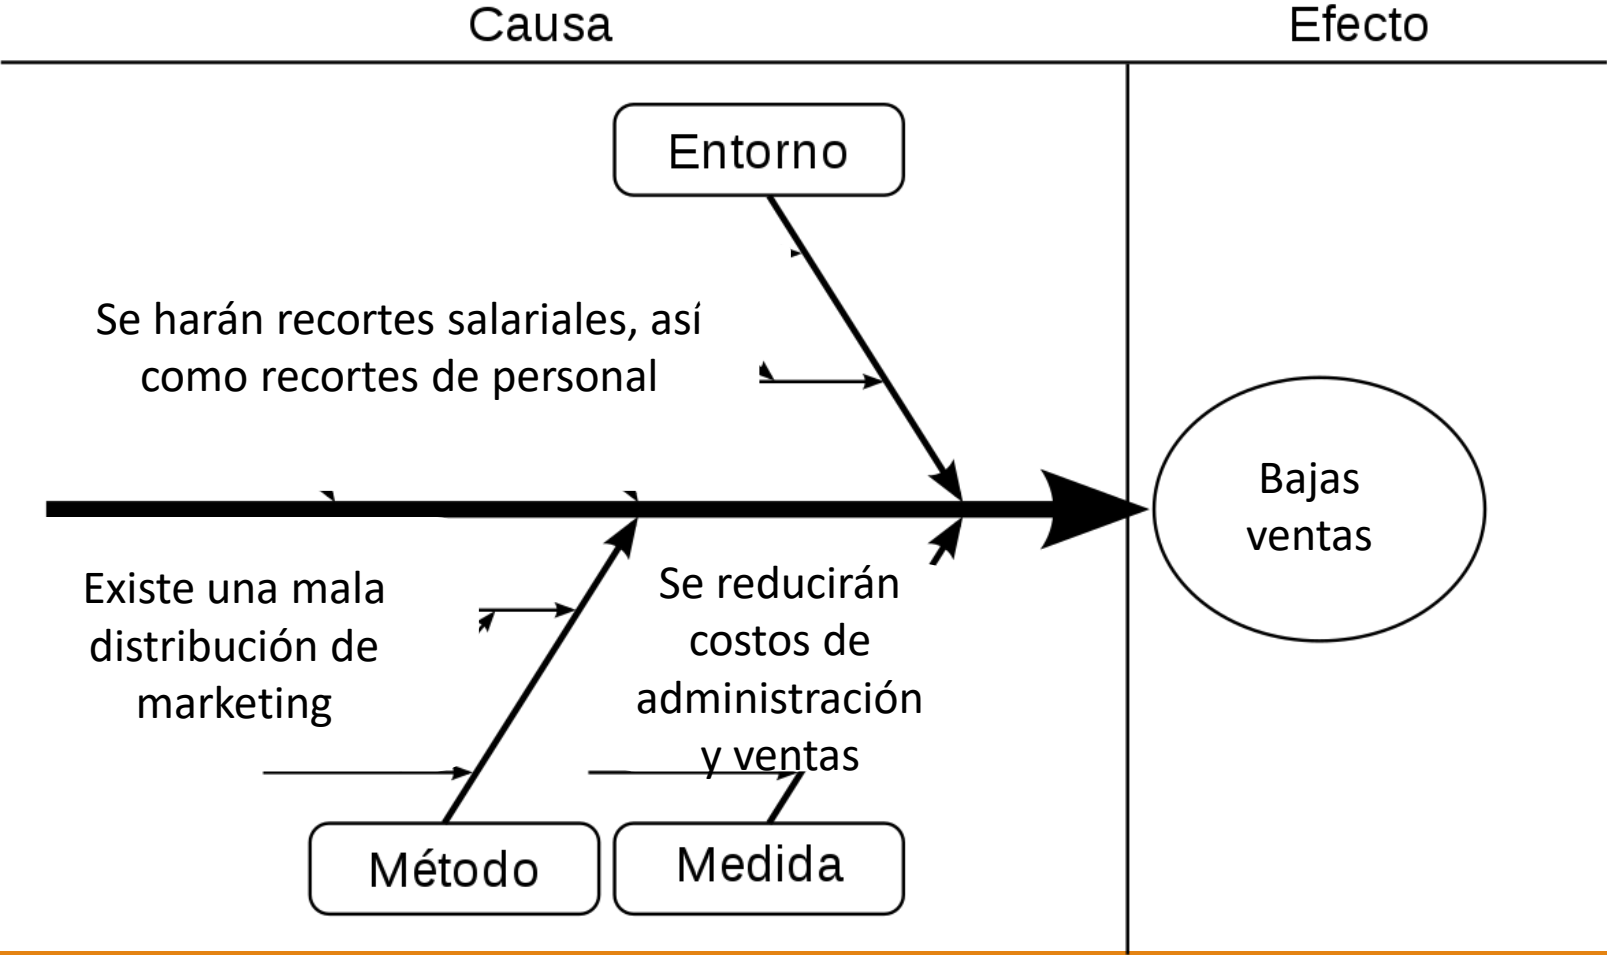 Causa
Efecto
Entorno
Se harán recortes salariales, así
como recortes de personal
Bajas
ventas
Existe una mala
distribución de
marketing
Se reducirán
costos de
administración
y ventas
Método
Medida